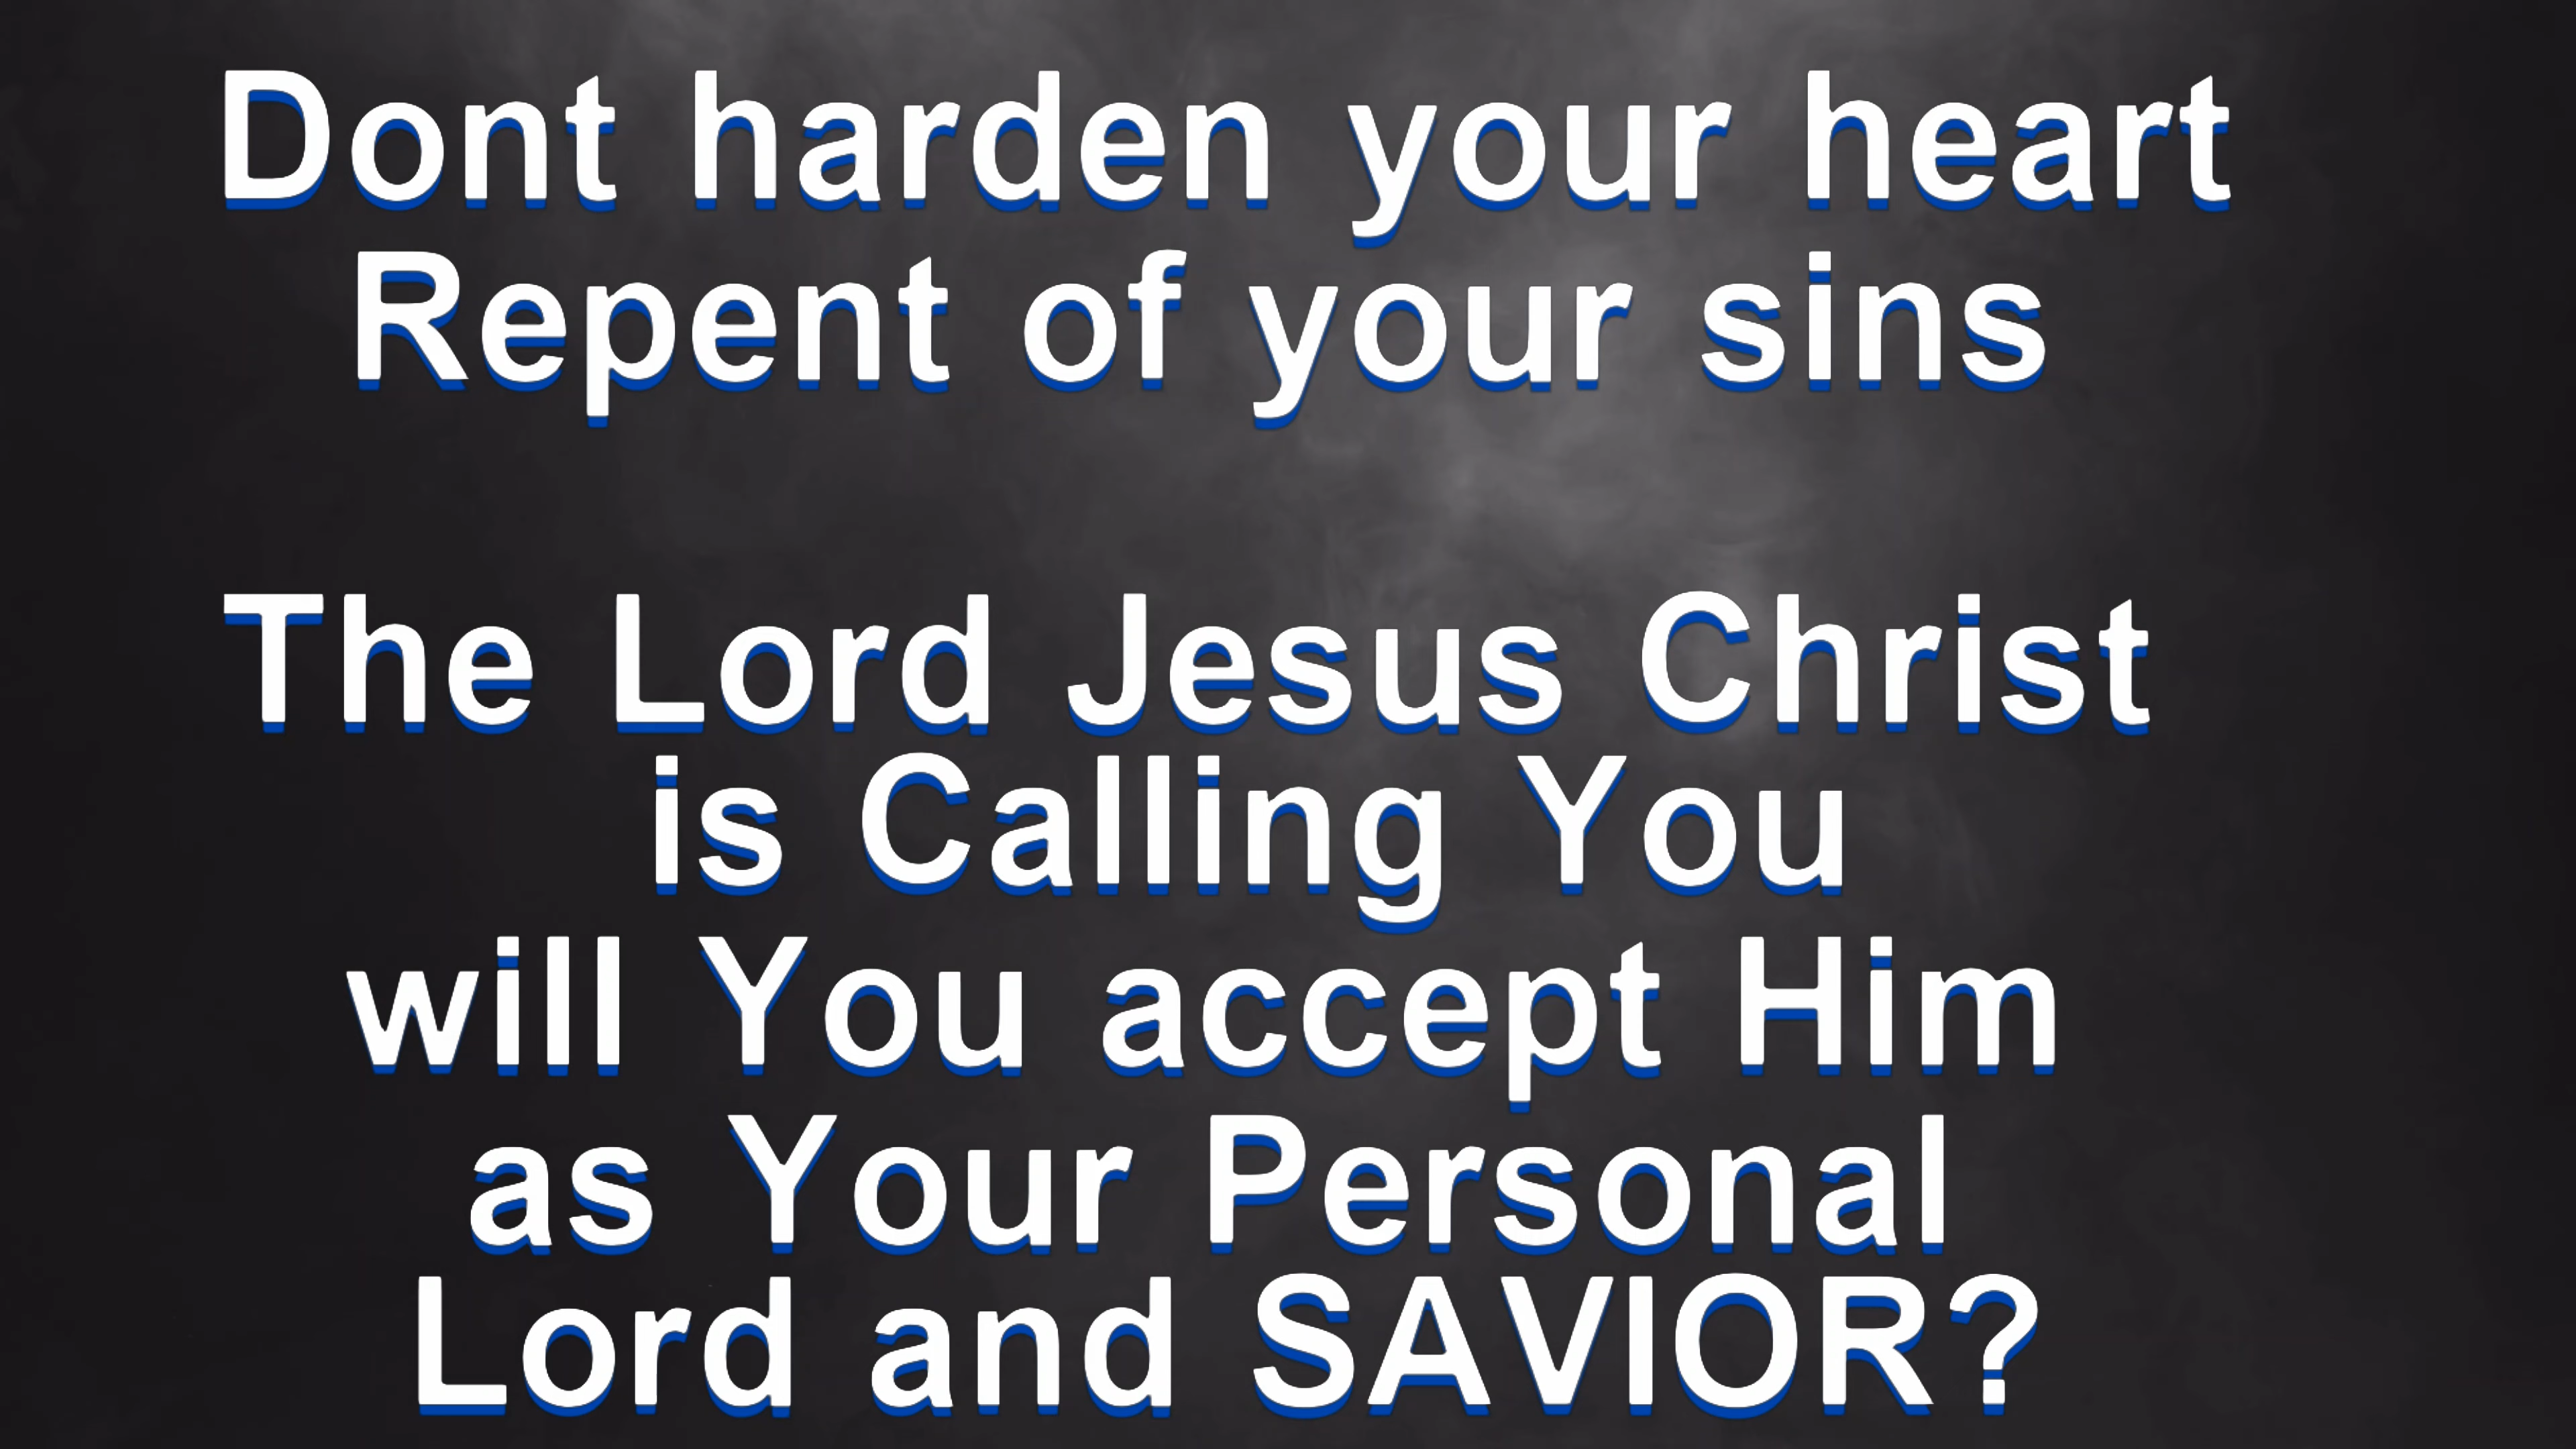 Dont harden your heart
Repent of your sins
The Lord Jesus Christ
is Calling You
will You accept Him
as Your Personal
Lord and SAVIOR?